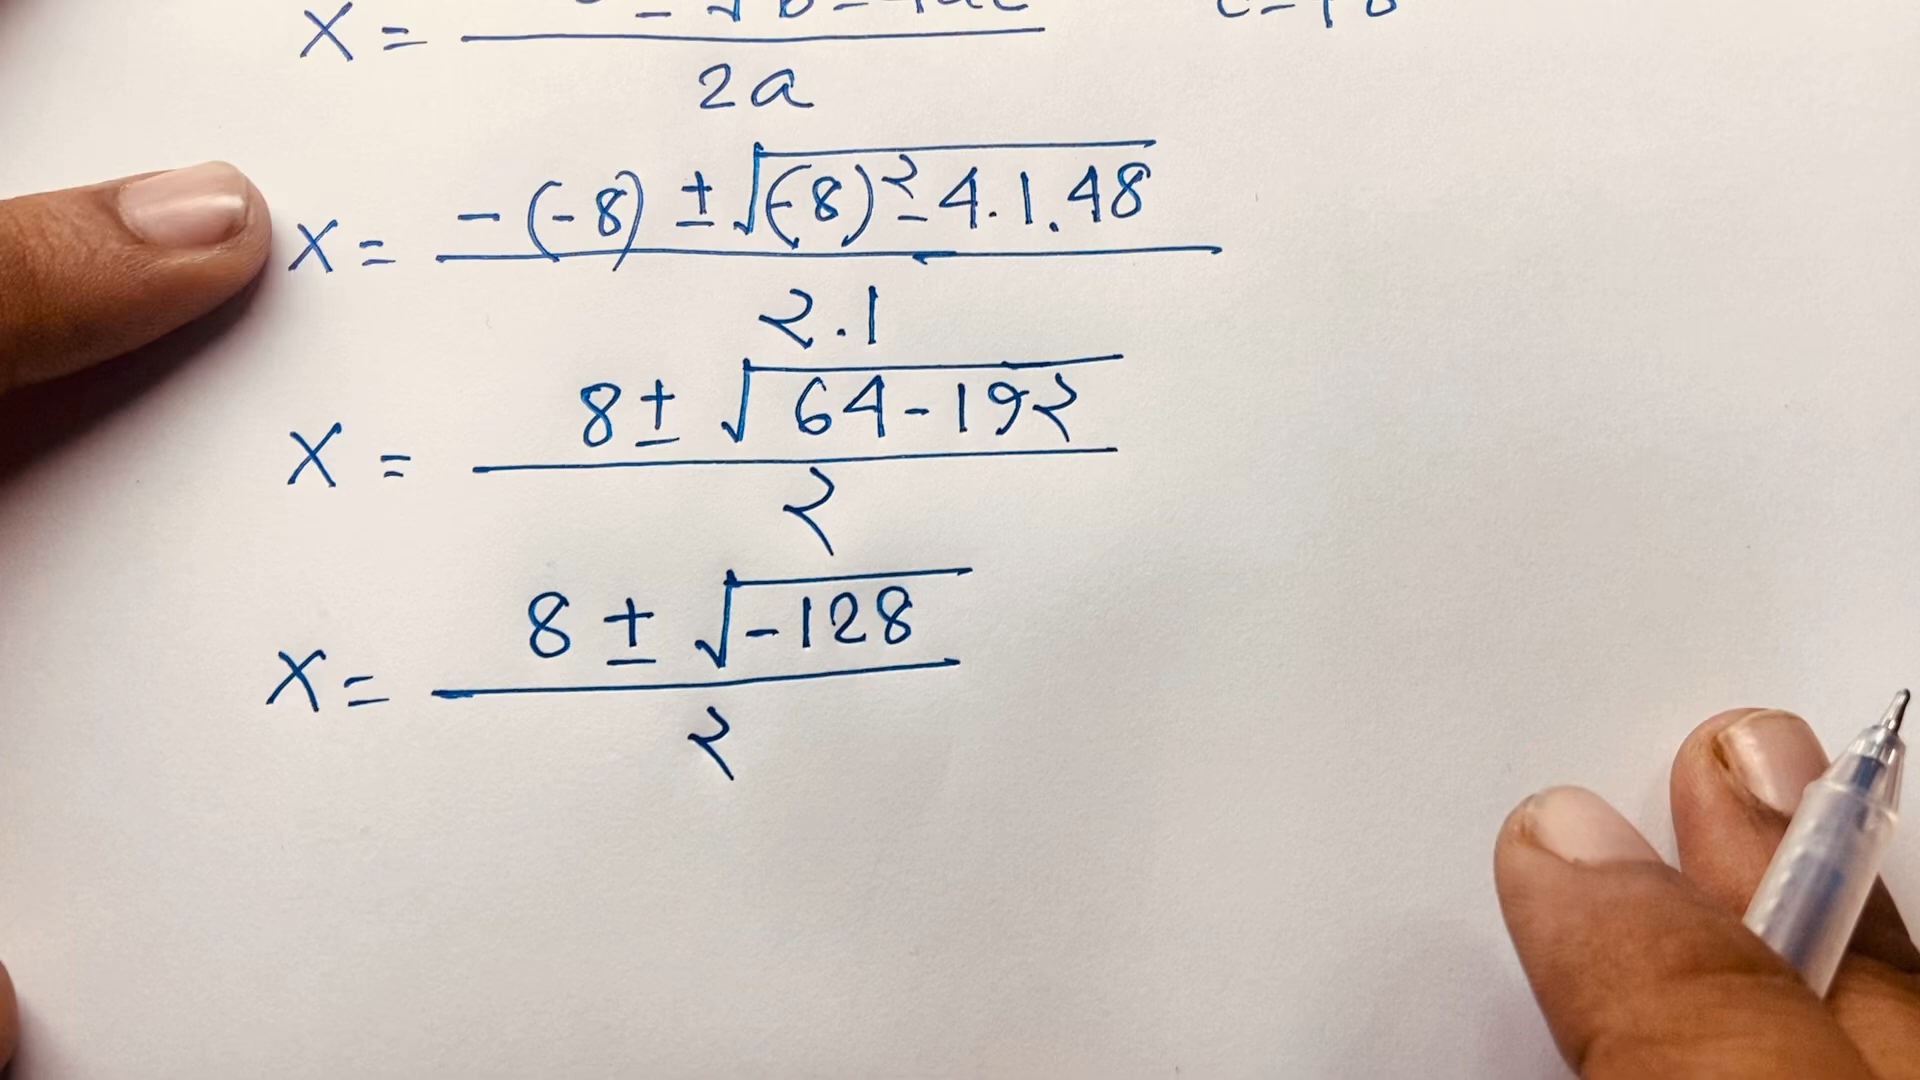 X = 2a
X = -(-8) ± √(-8)² - 4.1.48 / 2.1
X = 8 ± √64-192 / 2
X = 8 ± √-128 / 2